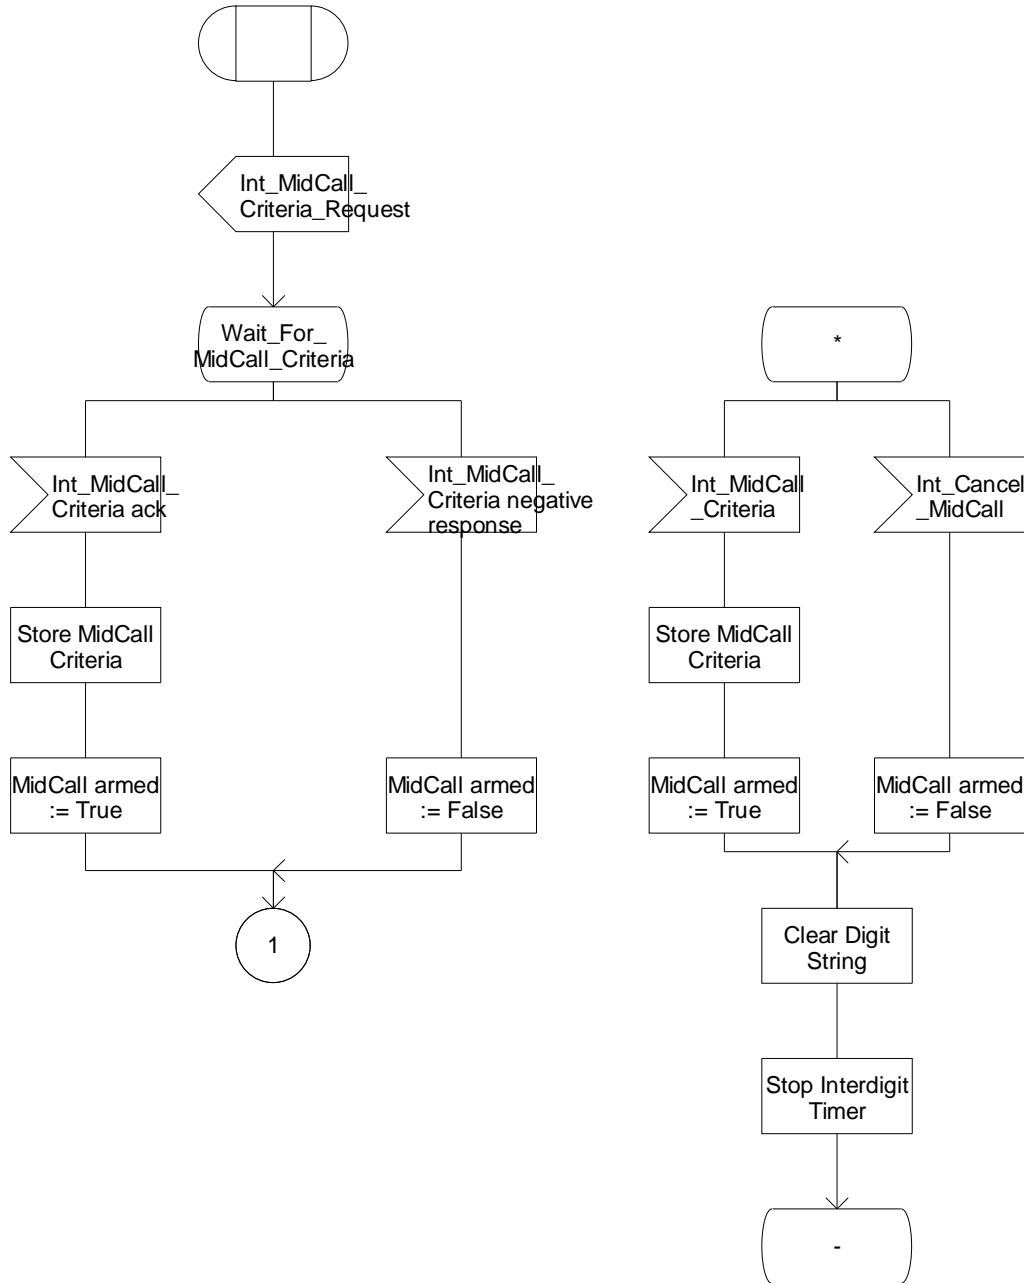 Int_MidCall_
Criteria_Request
Wait_For_
MidCall_Criteria
*
Int_MidCall_
Criteria ack
Int_MidCall_
Criteria negative
response
Int_MidCall
_Criteria
Int_Cancel
_MidCall
Store MidCall
Criteria
Store MidCall
Criteria
MidCall armed
:= True
MidCall armed
:= False
MidCall armed
:= True
MidCall armed
:= False
1
Clear Digit
String
Stop Interdigit
Timer
-